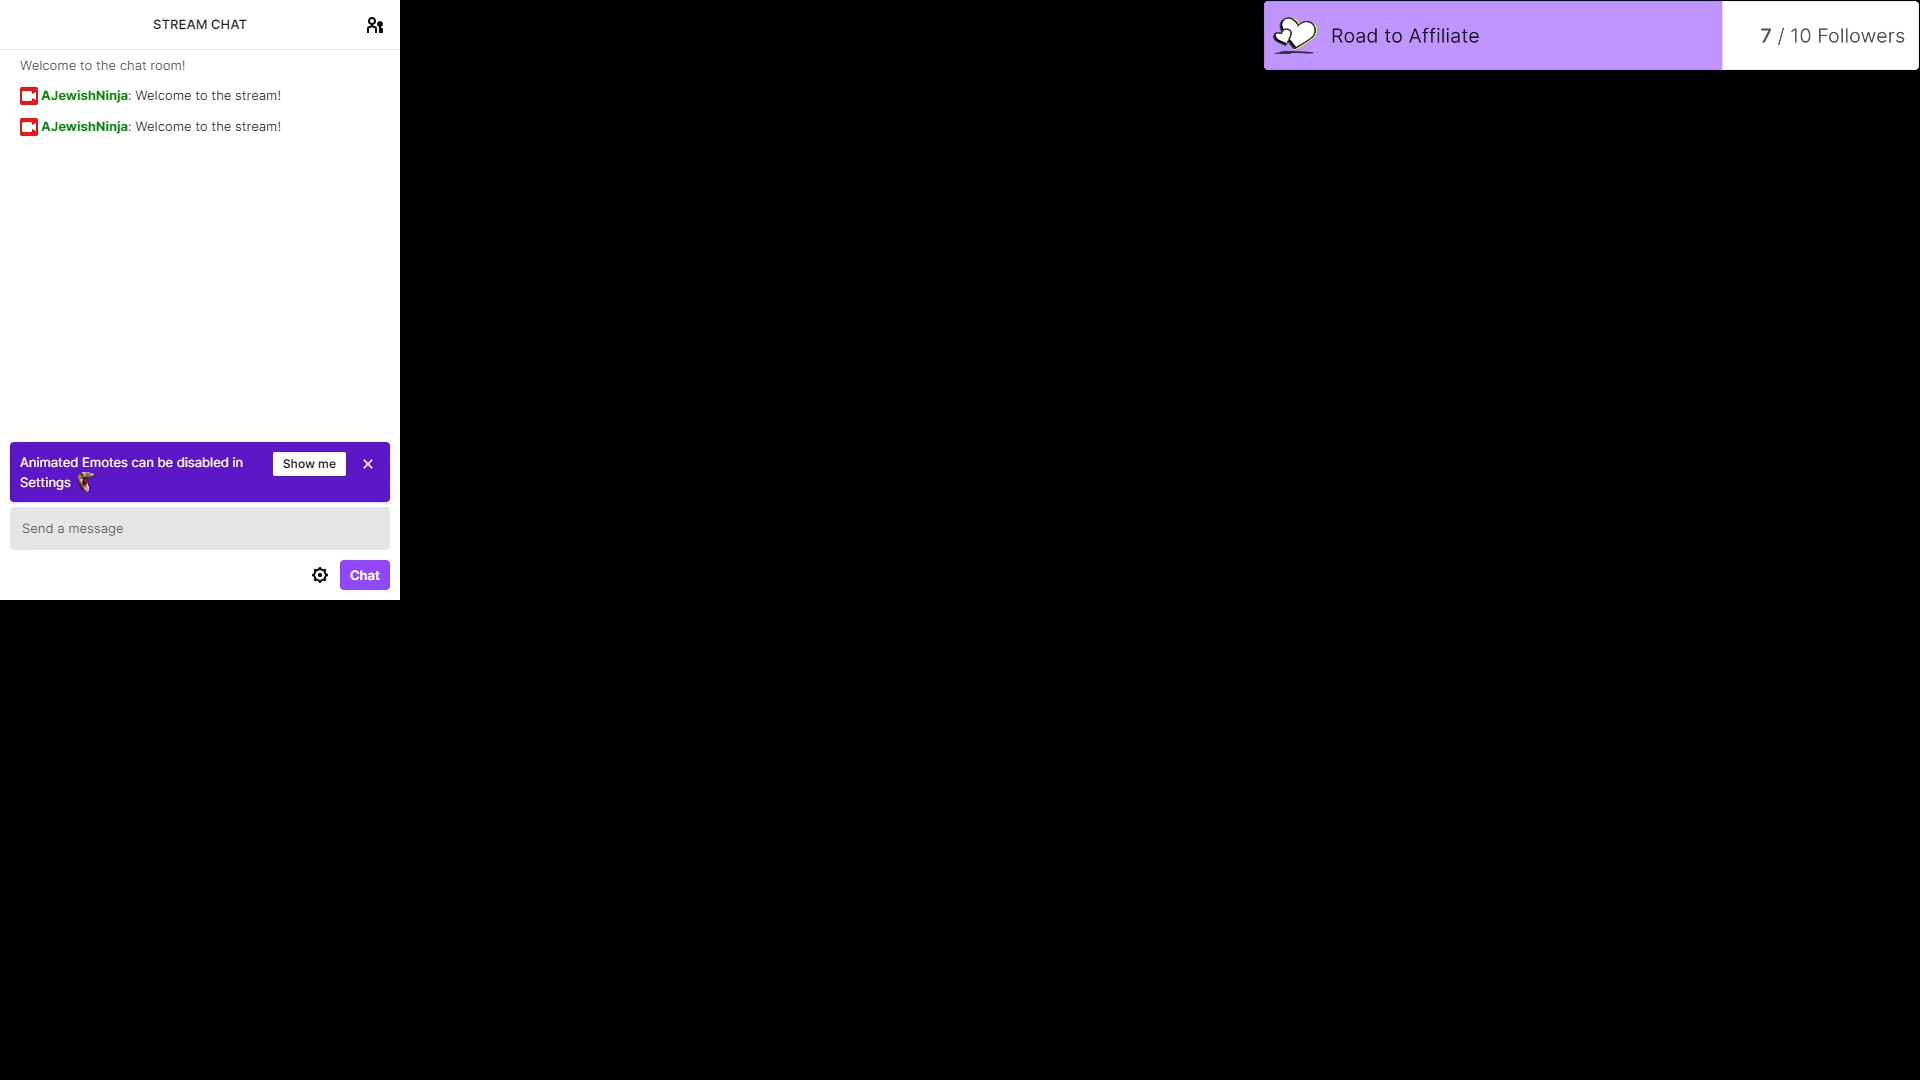 STREAM CHAT
Welcome to the chat room!
AJewishNinja: Welcome to the stream!
AJewishNinja: Welcome to the stream!
Animated Emotes can be disabled in
Settings
Show me
Send a message
Chat
Road to Affiliate
7 / 10 Followers